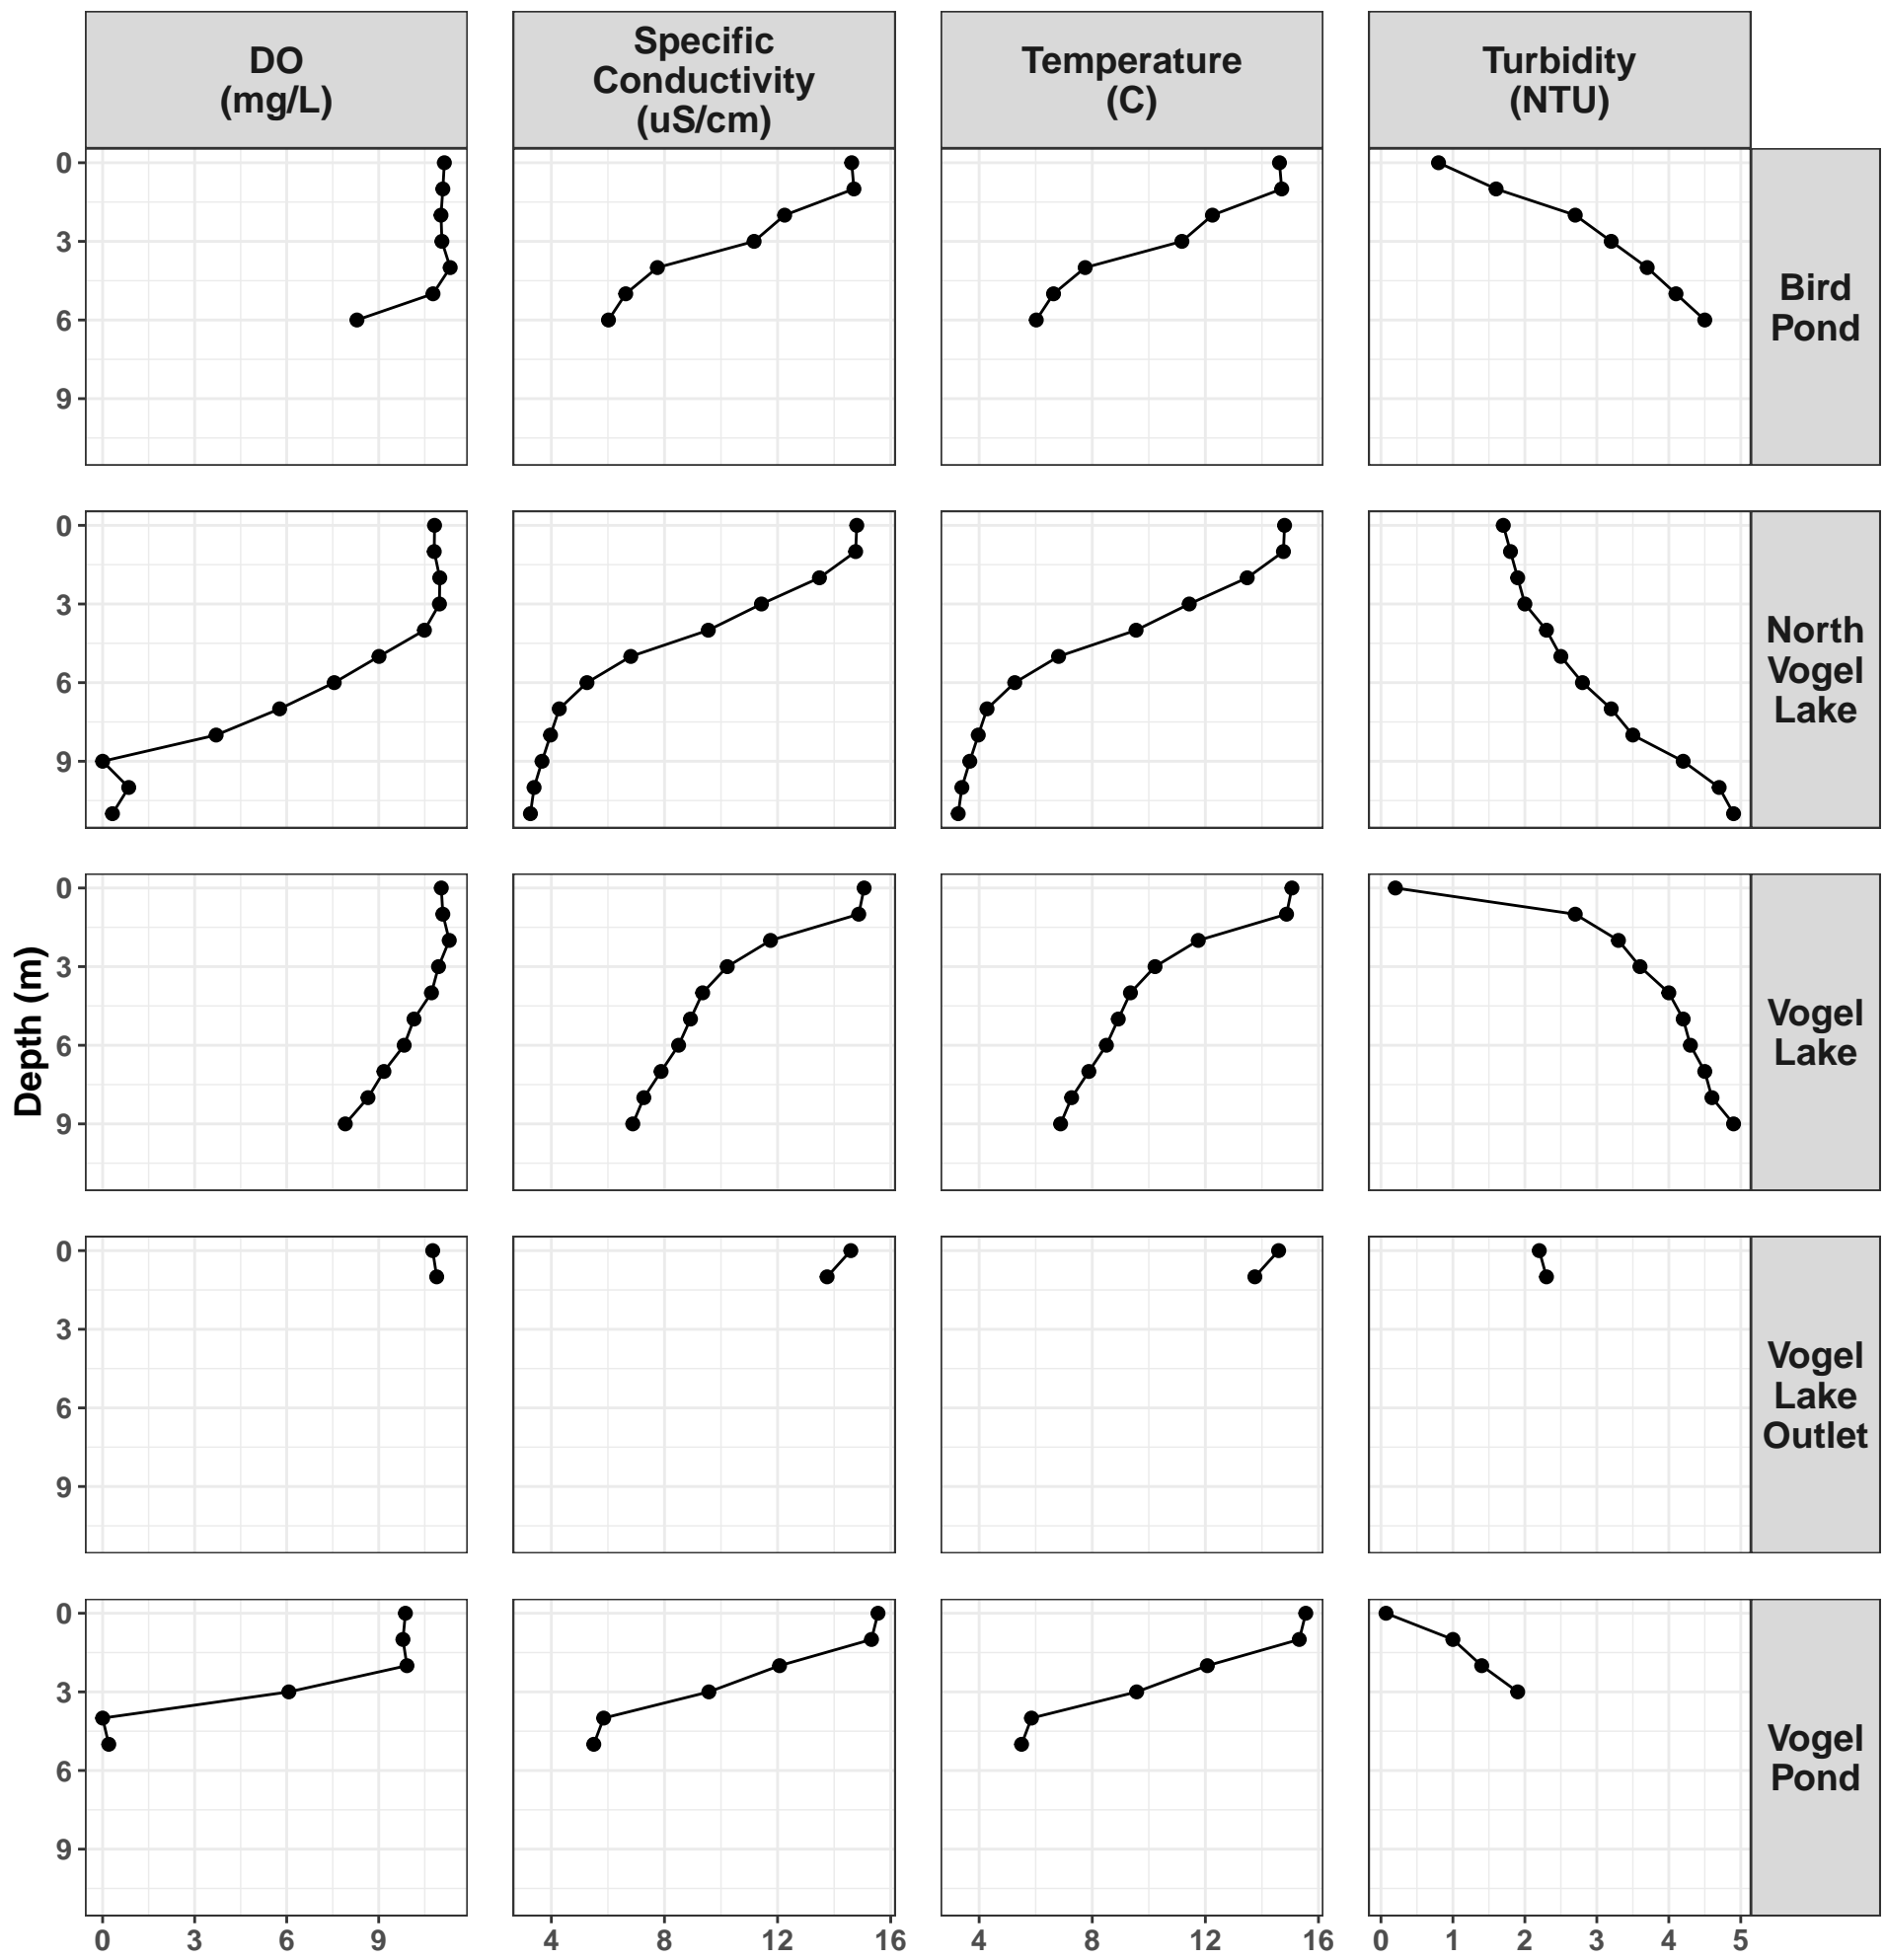 DO
(mg/L)
Specific
Conductivity
(uS/cm)
Temperature
(C)
Turbidity
(NTU)
0
3
6
9
Bird
Pond
0
3
6
9
North
Vogel
Lake
Depth (m)
0
3
6
9
Vogel
Lake
0
3
6
9
Vogel
Lake
Outlet
0
3
6
9
Vogel
Pond
0 3 6 9
4 8 12 16
4 8 12 16
0 1 2 3 4 5